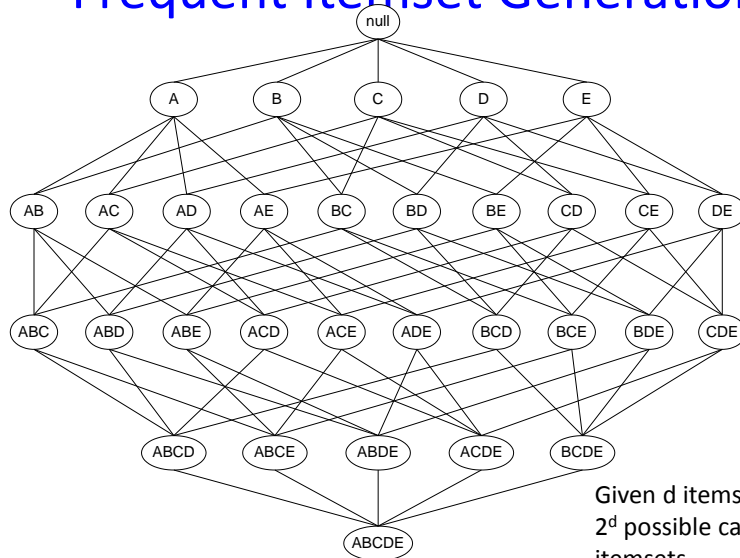 Frequent Itemset Generation
null
A B C D E
AB AC AD AE BC BD BE CD CE DE
ABC ABD ABE ACD ACE ADE BCD BCE BDE CDE
ABCD ABCE ABDE ACDE BCDE
ABCDE
Given d items
2^d possible ca
itemsets